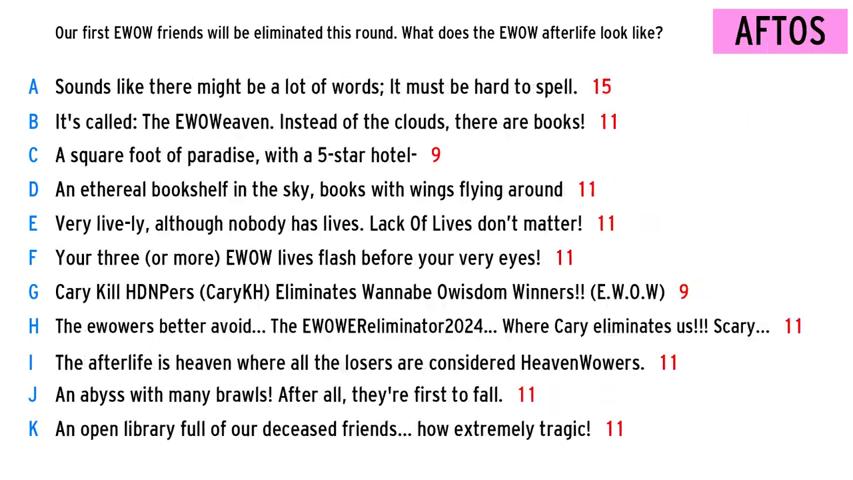 Our first EWOW friends will be eliminated this round. What does the EWOW afterlife look like?
AFTOS
A Sounds like there might be a lot of words; It must be hard to spell. 15
B It's called: The EWOWeaven. Instead of the clouds, there are books! 11
C A square foot of paradise, with a 5-star hotel- 9
D An ethereal bookshelf in the sky, books with wings flying around 11
E Very live-ly, although nobody has lives. Lack Of Lives don’t matter! 11
F Your three (or more) EWOW lives flash before your very eyes! 11
G Cary Kill HDNPers (CaryKH) Eliminates Wannabe Owisdom Winners!! (E.W.O.W) 9
H The ewowers better avoid... The EWOWEReliminator2024... Where Cary eliminates us!!! Scary... 11
I The afterlife is heaven where all the losers are considered HeavenWowers. 11
J An abyss with many brawls! After all, they're first to fall. 11
K An open library full of our deceased friends... how extremely tragic! 11